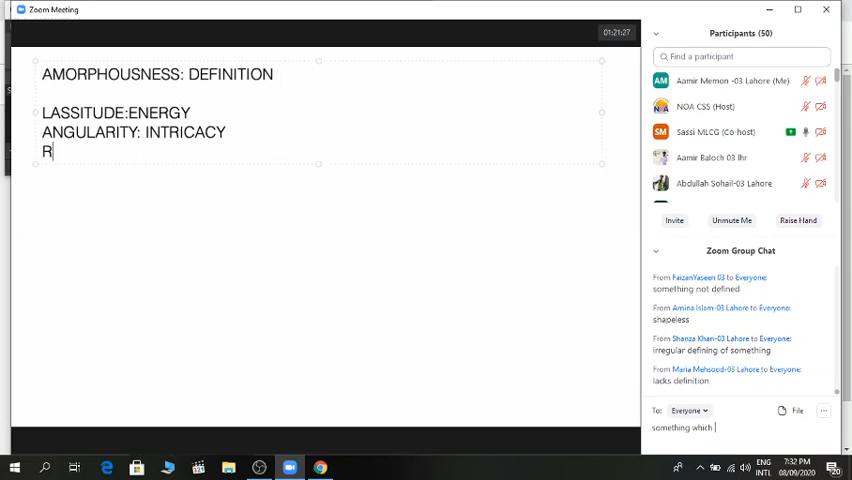 Zoom Meeting
01:21:27
AMORPHOUSNESS: DEFINITION
LASSITUDE:ENERGY
ANGULARITY: INTRICACY
R
Participants (50)
Find a participant
AM Aamir Memon -03 Lahore (Me)
NOA CSS (Host)
SM Sassi MLCG (Co-host)
Aamir Baloch 03 lhr
Abdullah Sohail-03 Lahore
Invite Unmute Me Raise Hand
Zoom Group Chat
From FaizanYaseen 03 to Everyone:
something not defined
From Amina Islam-03 Lahore to Everyone:
shapeless
From Shanza Khan-03 Lahore to Everyone:
irregular defining of something
From Maria Mehsood-03 Lahore to Everyone:
lacks definition
To: Everyone File ...
something which
ENG 7:32 PM
INTL 08/09/2020
20